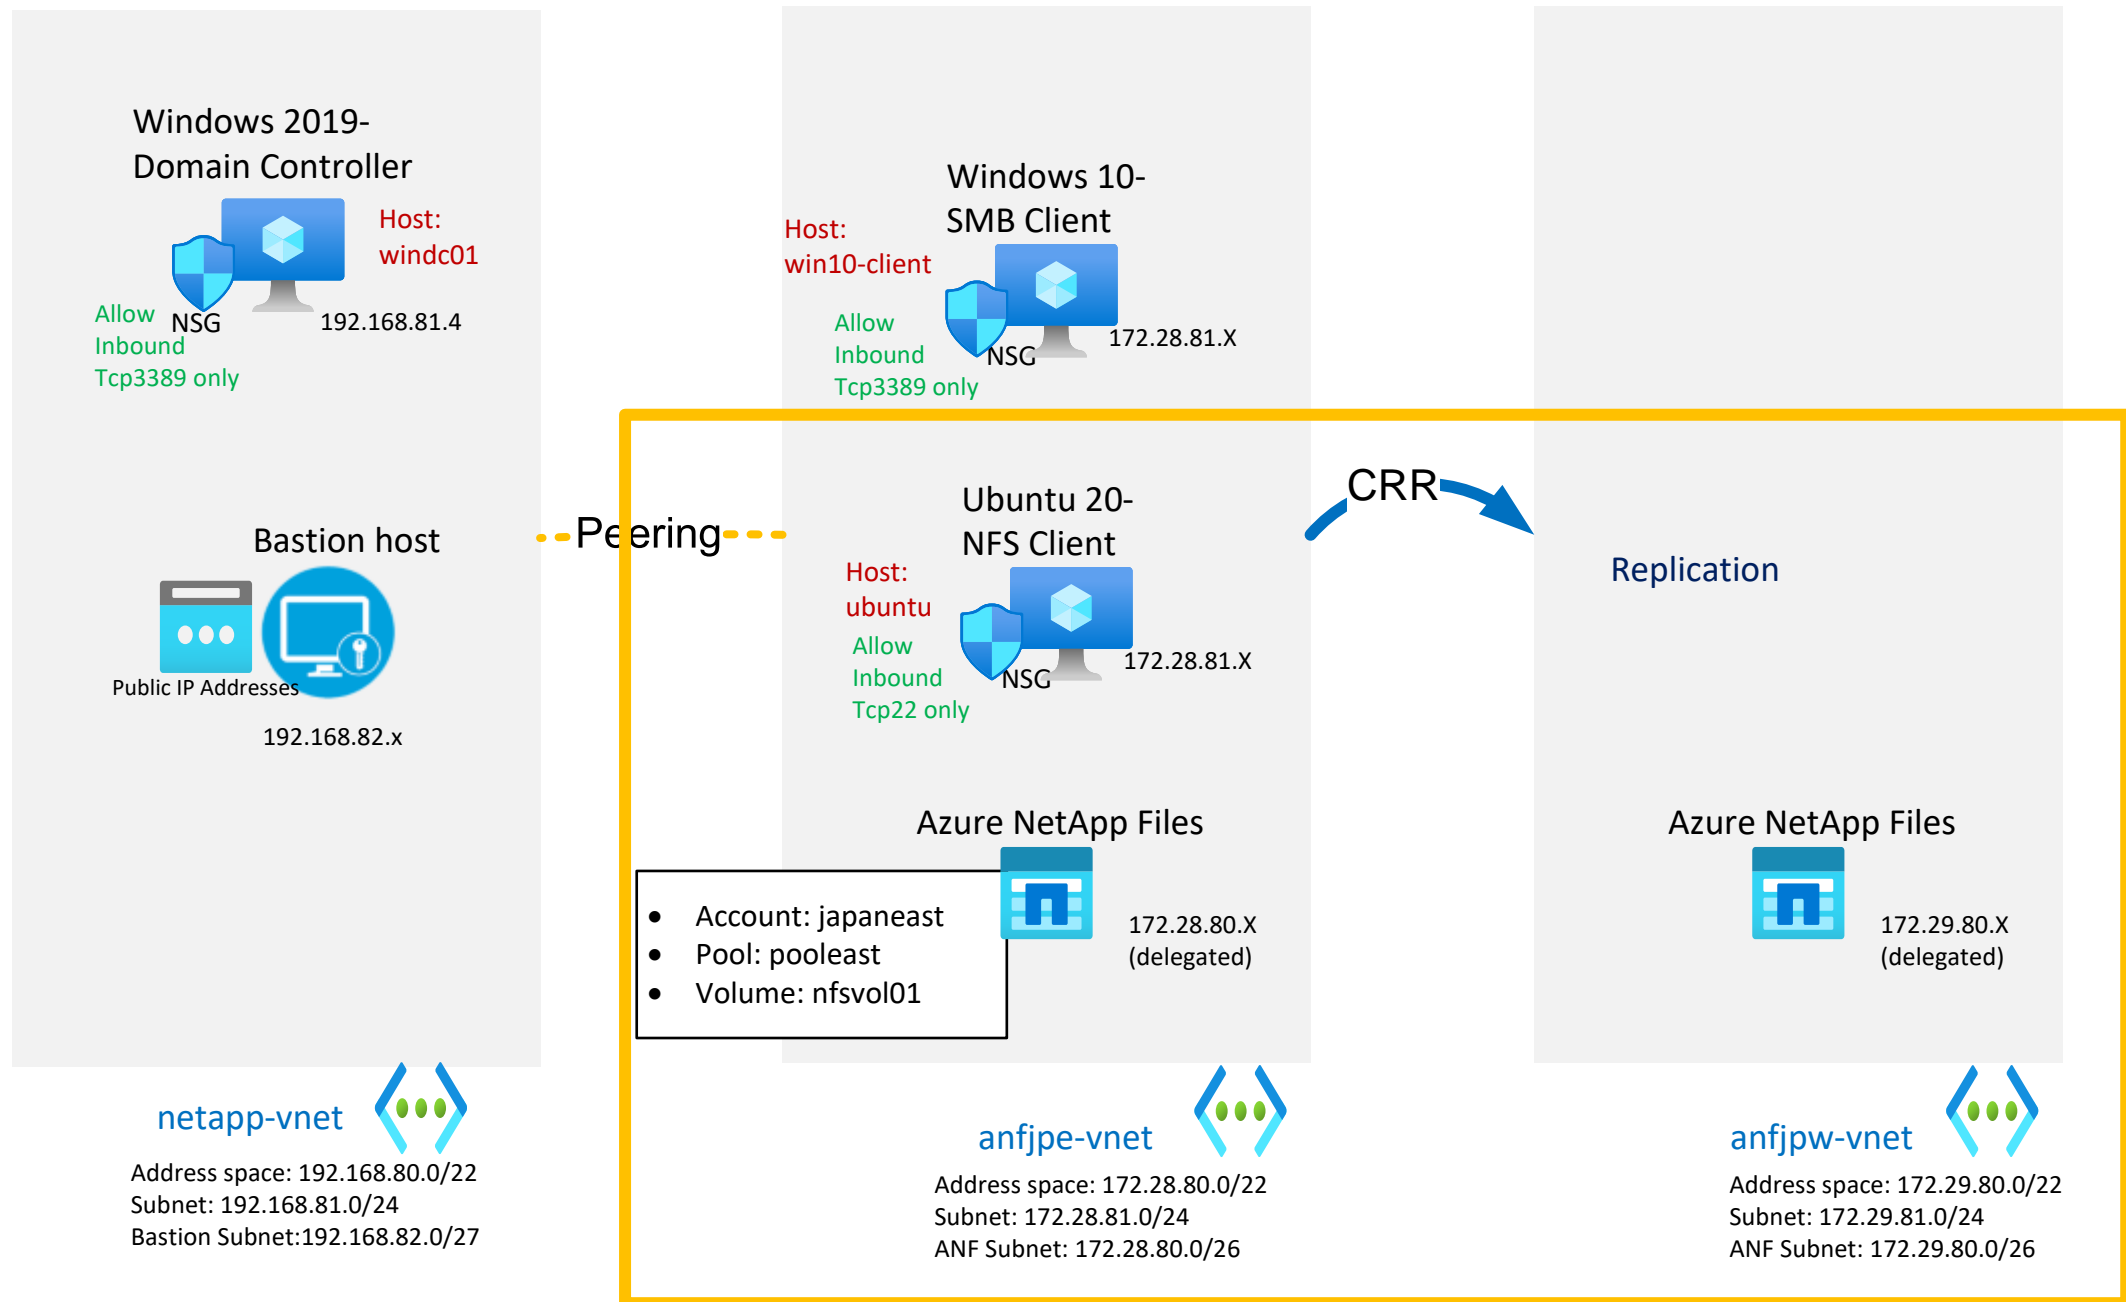 Windows 2019-
Domain Controller
Host:
windc01
Allow
Inbound
Tcp3389 only
NSG
192.168.81.4
Bastion host
Public IP Addresses
192.168.82.x
netapp-vnet
Address space: 192.168.80.0/22
Subnet: 192.168.81.0/24
Bastion Subnet:192.168.82.0/27
Peering
Windows 10-
SMB Client
Host:
win10-client
Allow
Inbound
Tcp3389 only
NSG
172.28.81.X
Ubuntu 20-
NFS Client
Host:
ubuntu
Allow
Inbound
Tcp22 only
NSG
172.28.81.X
Azure NetApp Files
• Account: japaneast
• Pool: pooleast
• Volume: nfsvol01
172.28.80.X
(delegated)
anfjpe-vnet
Address space: 172.28.80.0/22
Subnet: 172.28.81.0/24
ANF Subnet: 172.28.80.0/26
CRR
Replication
Azure NetApp Files
172.29.80.X
(delegated)
anfjpw-vnet
Address space: 172.29.80.0/22
Subnet: 172.29.81.0/24
ANF Subnet: 172.29.80.0/26